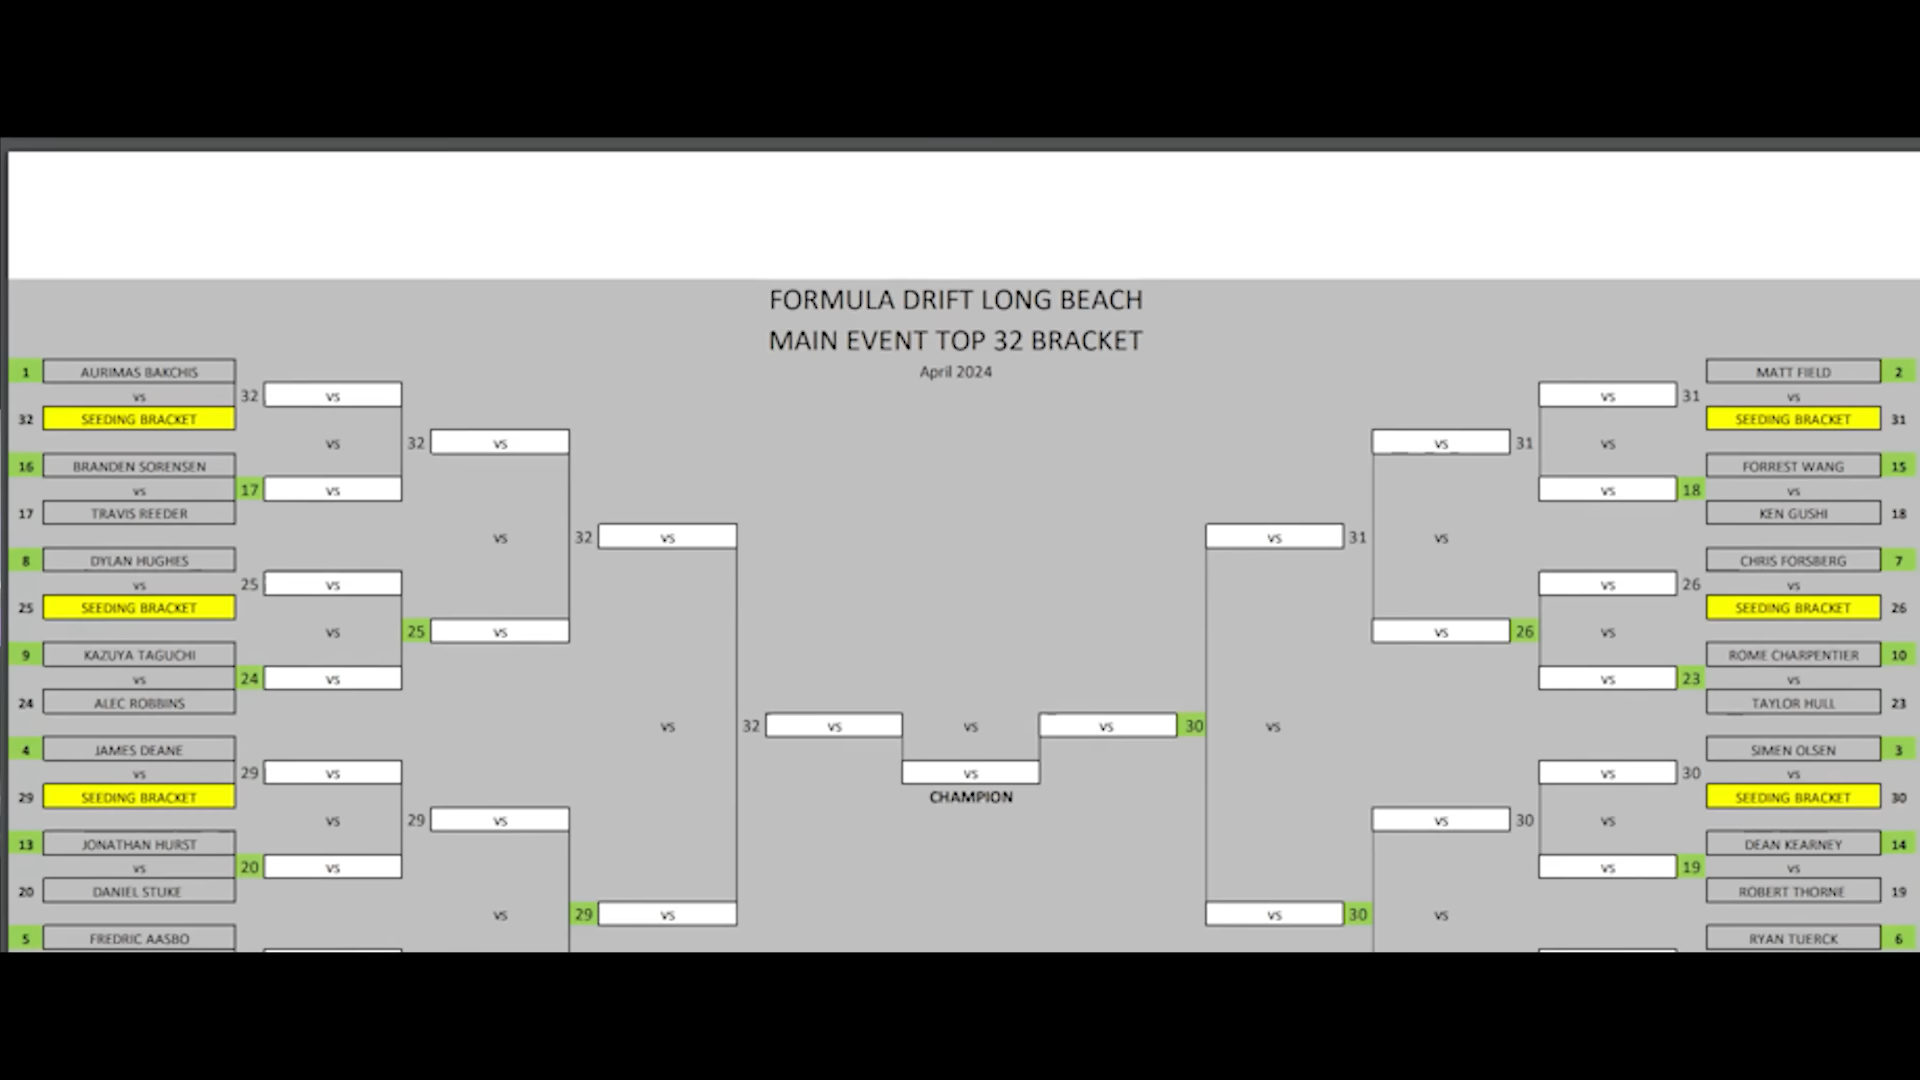 FORMULA DRIFT LONG BEACH
MAIN EVENT TOP 32 BRACKET
April 2024
1 AURIMAS BAKCHIS
vs
32 SEEDING BRACKET
16 BRANDEN SORENSEN
vs
17 TRAVIS REEDER
8 DYLAN HUGHES
vs
25 SEEDING BRACKET
9 KAZUYA TAGUCHI
vs
24 ALEC ROBBINS
4 JAMES DEANE
vs
29 SEEDING BRACKET
13 JONATHAN HURST
vs
20 DANIEL STUKE
5 FREDRIC AASBO
32 vs
vs
17 vs
25 vs
vs
24 vs
29 vs
vs
20 vs
32 vs
vs
25 vs
29 vs
vs
32 vs
vs
29 vs
32 vs
vs
vs
CHAMPION
vs 30
vs 31
vs
vs 30
vs 31
vs
vs 26
vs 30
vs
vs 31
vs
vs 18
vs 26
vs
vs 23
vs 30
vs
vs 19
MATT FIELD 2
vs
SEEDING BRACKET 31
FORREST WANG 15
vs
KEN GUSHI 18
CHRIS FORSBERG 7
vs
SEEDING BRACKET 26
ROME CHARPENTIER 10
vs
TAYLOR HULL 23
SIMEN OLSEN 3
vs
SEEDING BRACKET 30
DEAN KEARNEY 14
vs
ROBERT THORNE 19
RYAN TUERCK 6